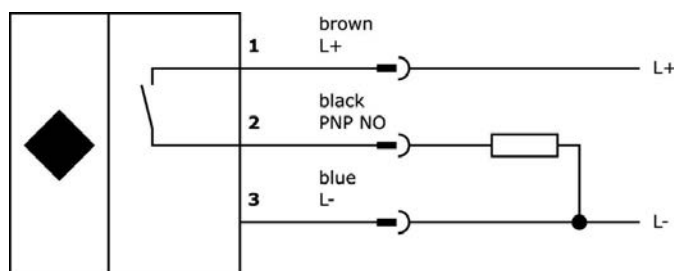 brown
1 L+
L+
black
2 PNP NO
blue
3 L-
L-